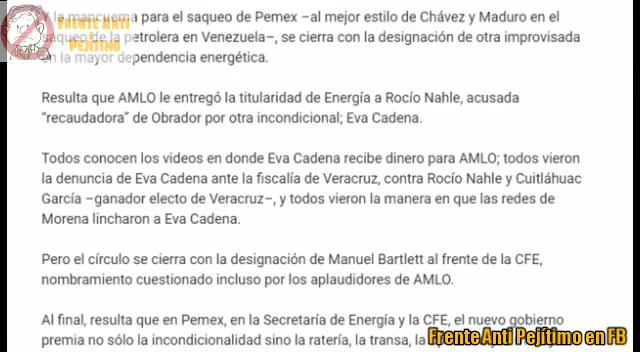 FRENTE ANTI
PEJÍTIMO
la mancuerna para el saqueo de Pemex –al mejor estilo de Chávez y Maduro en el
saqueo de la petrolera en Venezuela–, se cierra con la designación de otra improvisada
en la mayor dependencia energética.
Resulta que AMLO le entregó la titularidad de Energía a Rocío Nahle, acusada
“recaudadora” de Obrador por otra incondicional; Eva Cadena.
Todos conocen los videos en donde Eva Cadena recibe dinero para AMLO; todos vieron
la denuncia de Eva Cadena ante la fiscalía de Veracruz, contra Rocío Nahle y Cuitláhuac
García –ganador electo de Veracruz–, y todos vieron la manera en que las redes de
Morena lincharon a Eva Cadena.
Pero el círculo se cierra con la designación de Manuel Bartlett al frente de la CFE,
nombramiento cuestionado incluso por los aplaudidores de AMLO.
Al final, resulta que en Pemex, en la Secretaría de Energía y la CFE, el nuevo gobierno
premia no sólo la incondicionalidad sino la ratería, la transa, la
Frente Anti Pejítimo en FB